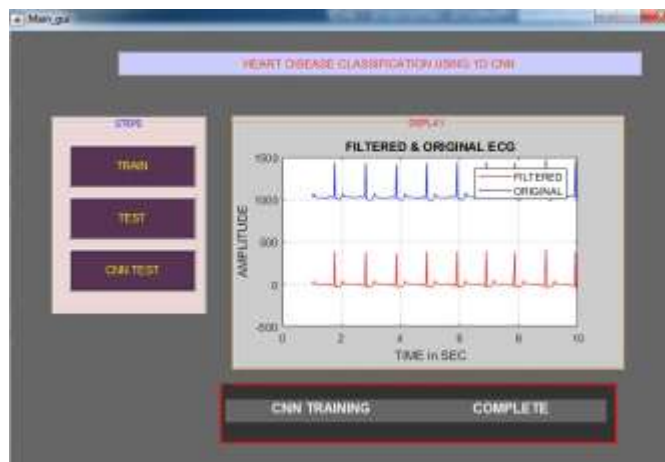 Main_gui
HEART DISEASE CLASSIFICATION USING 1D CNN
STEPS
TRAIN
TEST
CNN TEST
DISPLAY
FILTERED & ORIGINAL ECG
1500
1000
500
0
-500
AMPLITUDE
FILTERED
ORIGINAL
0 2 4 6 8 10
TIME in SEC
CNN TRAINING COMPLETE